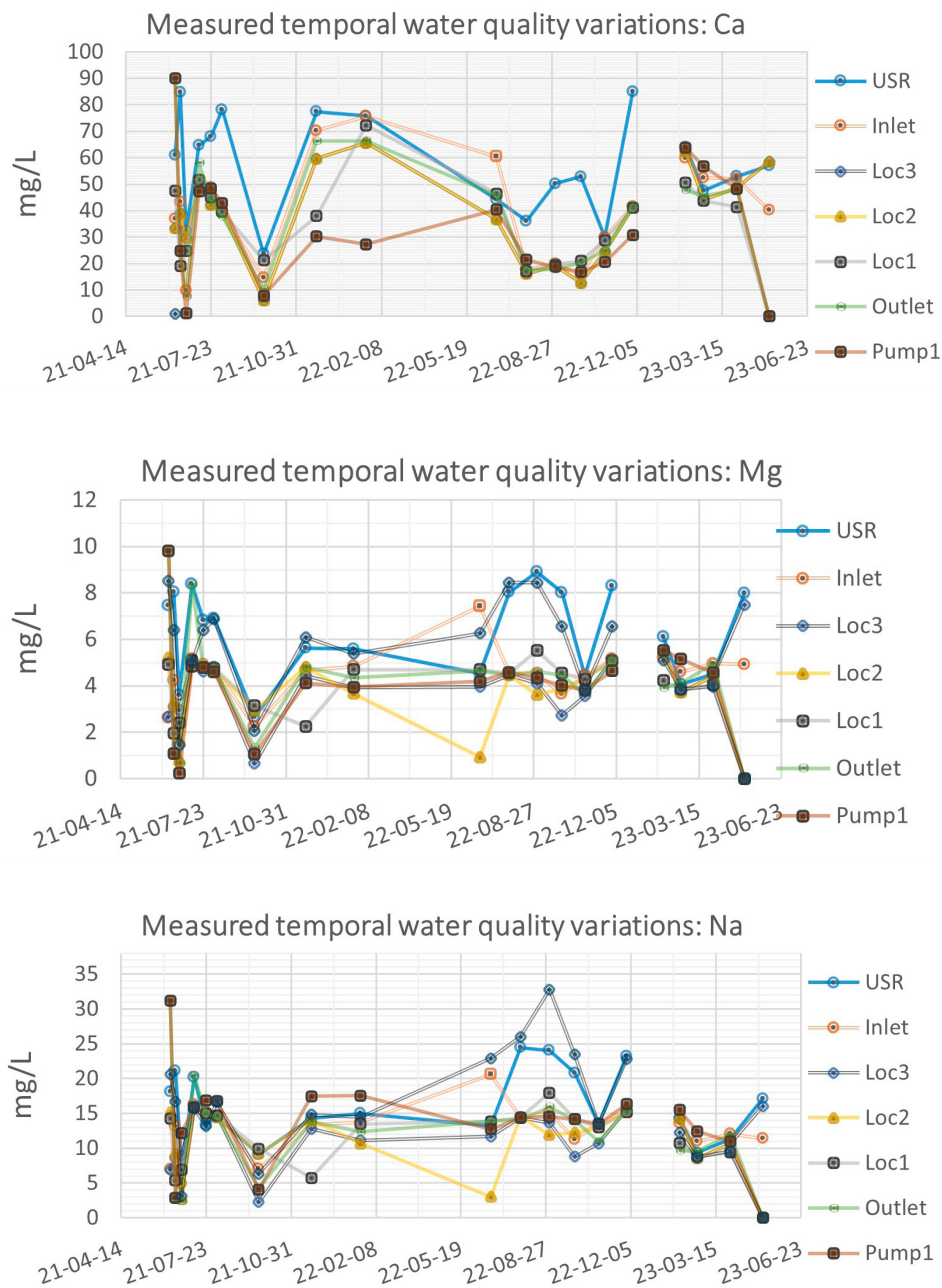 Measured temporal water quality variations: Ca
mg/L
100
90
80
70
60
50
40
30
20
10
0
21-04-14
21-07-23
21-10-31
22-02-08
22-05-19
22-08-27
22-12-05
23-03-15
23-06-23
USR
Inlet
Loc3
Loc2
Loc1
Outlet
Pump1
Measured temporal water quality variations: Mg
mg/L
12
10
8
6
4
2
0
21-04-14
21-07-23
21-10-31
22-02-08
22-05-19
22-08-27
22-12-05
23-03-15
23-06-23
USR
Inlet
Loc3
Loc2
Loc1
Outlet
Pump1
Measured temporal water quality variations: Na
mg/L
35
30
25
20
15
10
5
0
21-04-14
21-07-23
21-10-31
22-02-08
22-05-19
22-08-27
22-12-05
23-03-15
23-06-23
USR
Inlet
Loc3
Loc2
Loc1
Outlet
Pump1